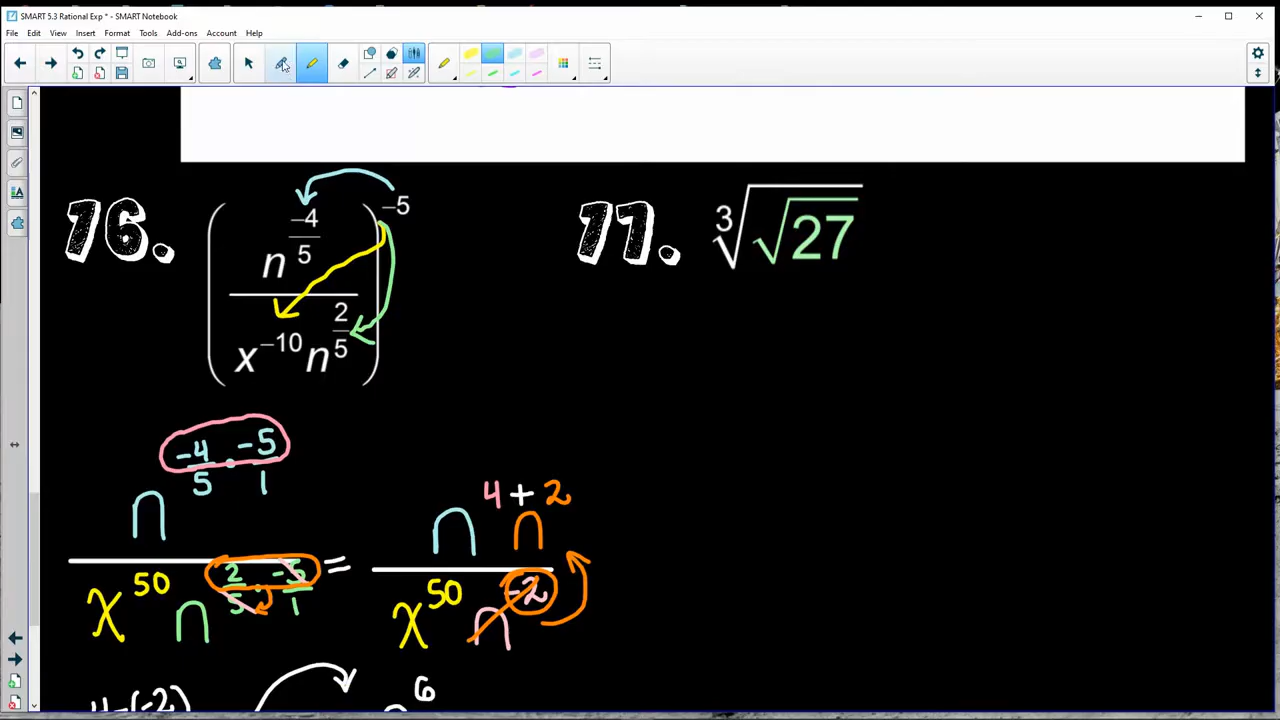 SMART 5.3 Rational Exp * - SMART Notebook
File Edit View Insert Format Tools Add-ons Account Help
16. ( n^(-4/5) / x^(-10) n^(2/5) )^(-5)
17. ∛(√27)
n^(-4/5 · -5/1) / x^50 n^(2/5 · -5/1) = n^4 + n^2 / x^50 n^-2
4-(-2)
6